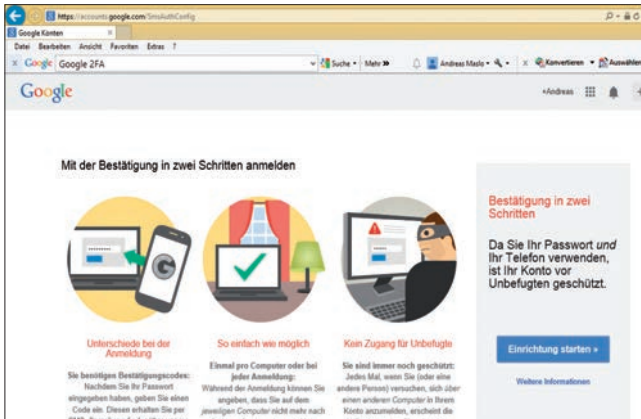 https://accounts.google.com/SmsAuthConfig
Google Konten
Datei Bearbeiten Ansicht Favoriten Extras ?
x Google Google 2FA Suche Mehr » Andreas Maslo x Konvertieren Auswählen
Google +Andreas
Mit der Bestätigung in zwei Schritten anmelden
Bestätigung in zwei
Schritten
Da Sie Ihr Passwort und
Ihr Telefon verwenden,
ist Ihr Konto vor
Unbefugten geschützt.
Einrichtung starten »
Weitere Informationen
Unterschiede bei der
Anmeldung
Sie benötigen Bestätigungscodes:
Nachdem Sie Ihr Passwort
eingegeben haben, geben Sie einen
Code ein. Diesen erhalten Sie per
So einfach wie möglich
Einmal pro Computer oder bei
jeder Anmeldung:
Während der Anmeldung können Sie
angeben, dass Sie auf dem
jeweiligen Computer nicht mehr nach
Kein Zugang für Unbefugte
Sie sind immer noch geschützt:
Jedes Mal, wenn Sie (oder eine
andere Person) versuchen, sich über
einen anderen Computer in Ihrem
Konto anzumelden, erscheint die